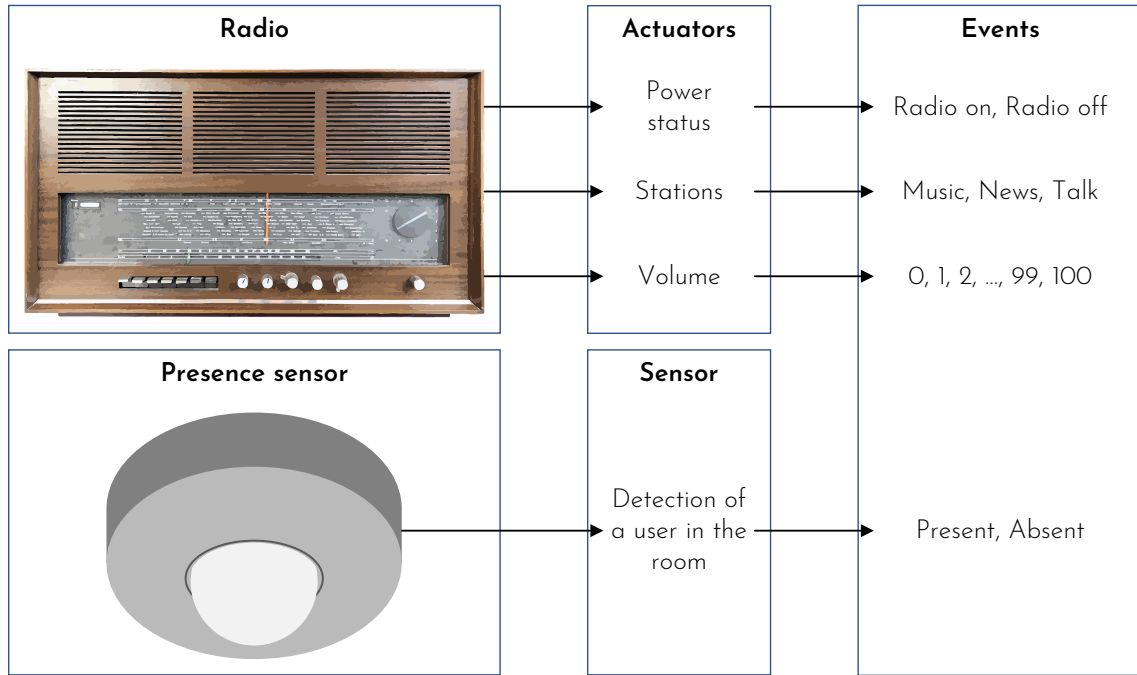 Radio
Actuators
Events
Power
status
Radio on, Radio off
Stations
Music, News, Talk
Volume
0, 1, 2, ..., 99, 100
Presence sensor
Sensor
Detection of
a user in the
room
Present, Absent